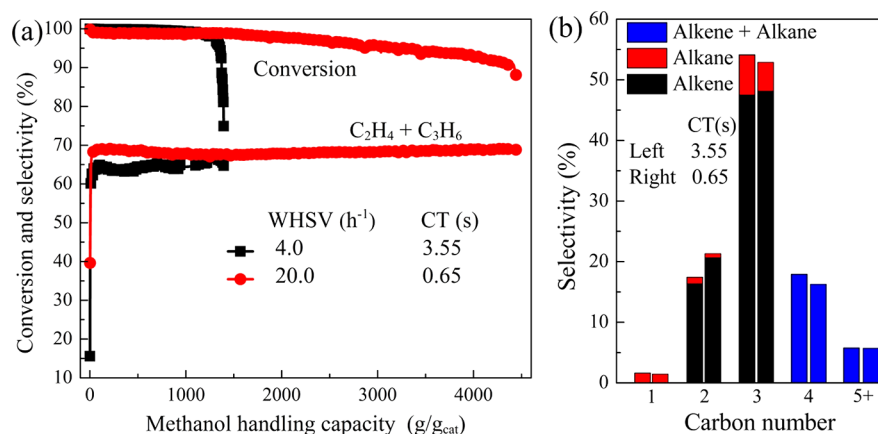 (a)
100
90
80
70
60
50
40
30
20
10
Conversion and selectivity (%)
Conversion
C₂H₄ + C₃H₆
WHSV (h⁻¹) CT (s)
4.0 3.55
20.0 0.65
0 1000 2000 3000 4000
Methanol handling capacity (g/g_cat)
(b)
60
50
40
30
20
10
0
Selectivity (%)
Alkene + Alkane
Alkane
Alkene
CT(s)
Left 3.55
Right 0.65
1 2 3 4 5+
Carbon number